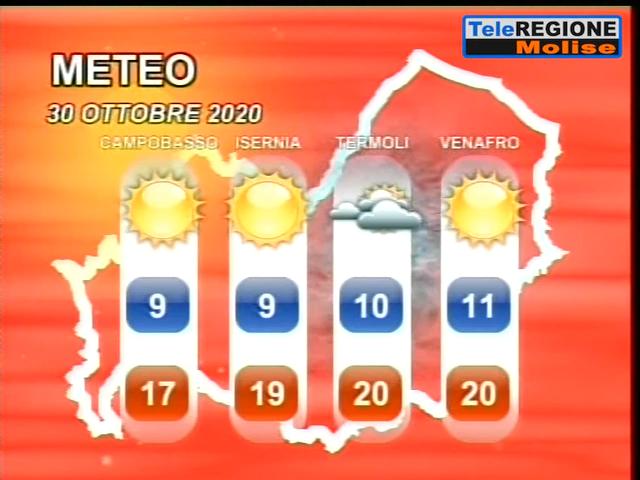 TeleREGIONE
Molise
METEO
30 OTTOBRE 2020
CAMPOBASSO ISERNIA TERMOLI VENAFRO
9 9 10 11
17 19 20 20